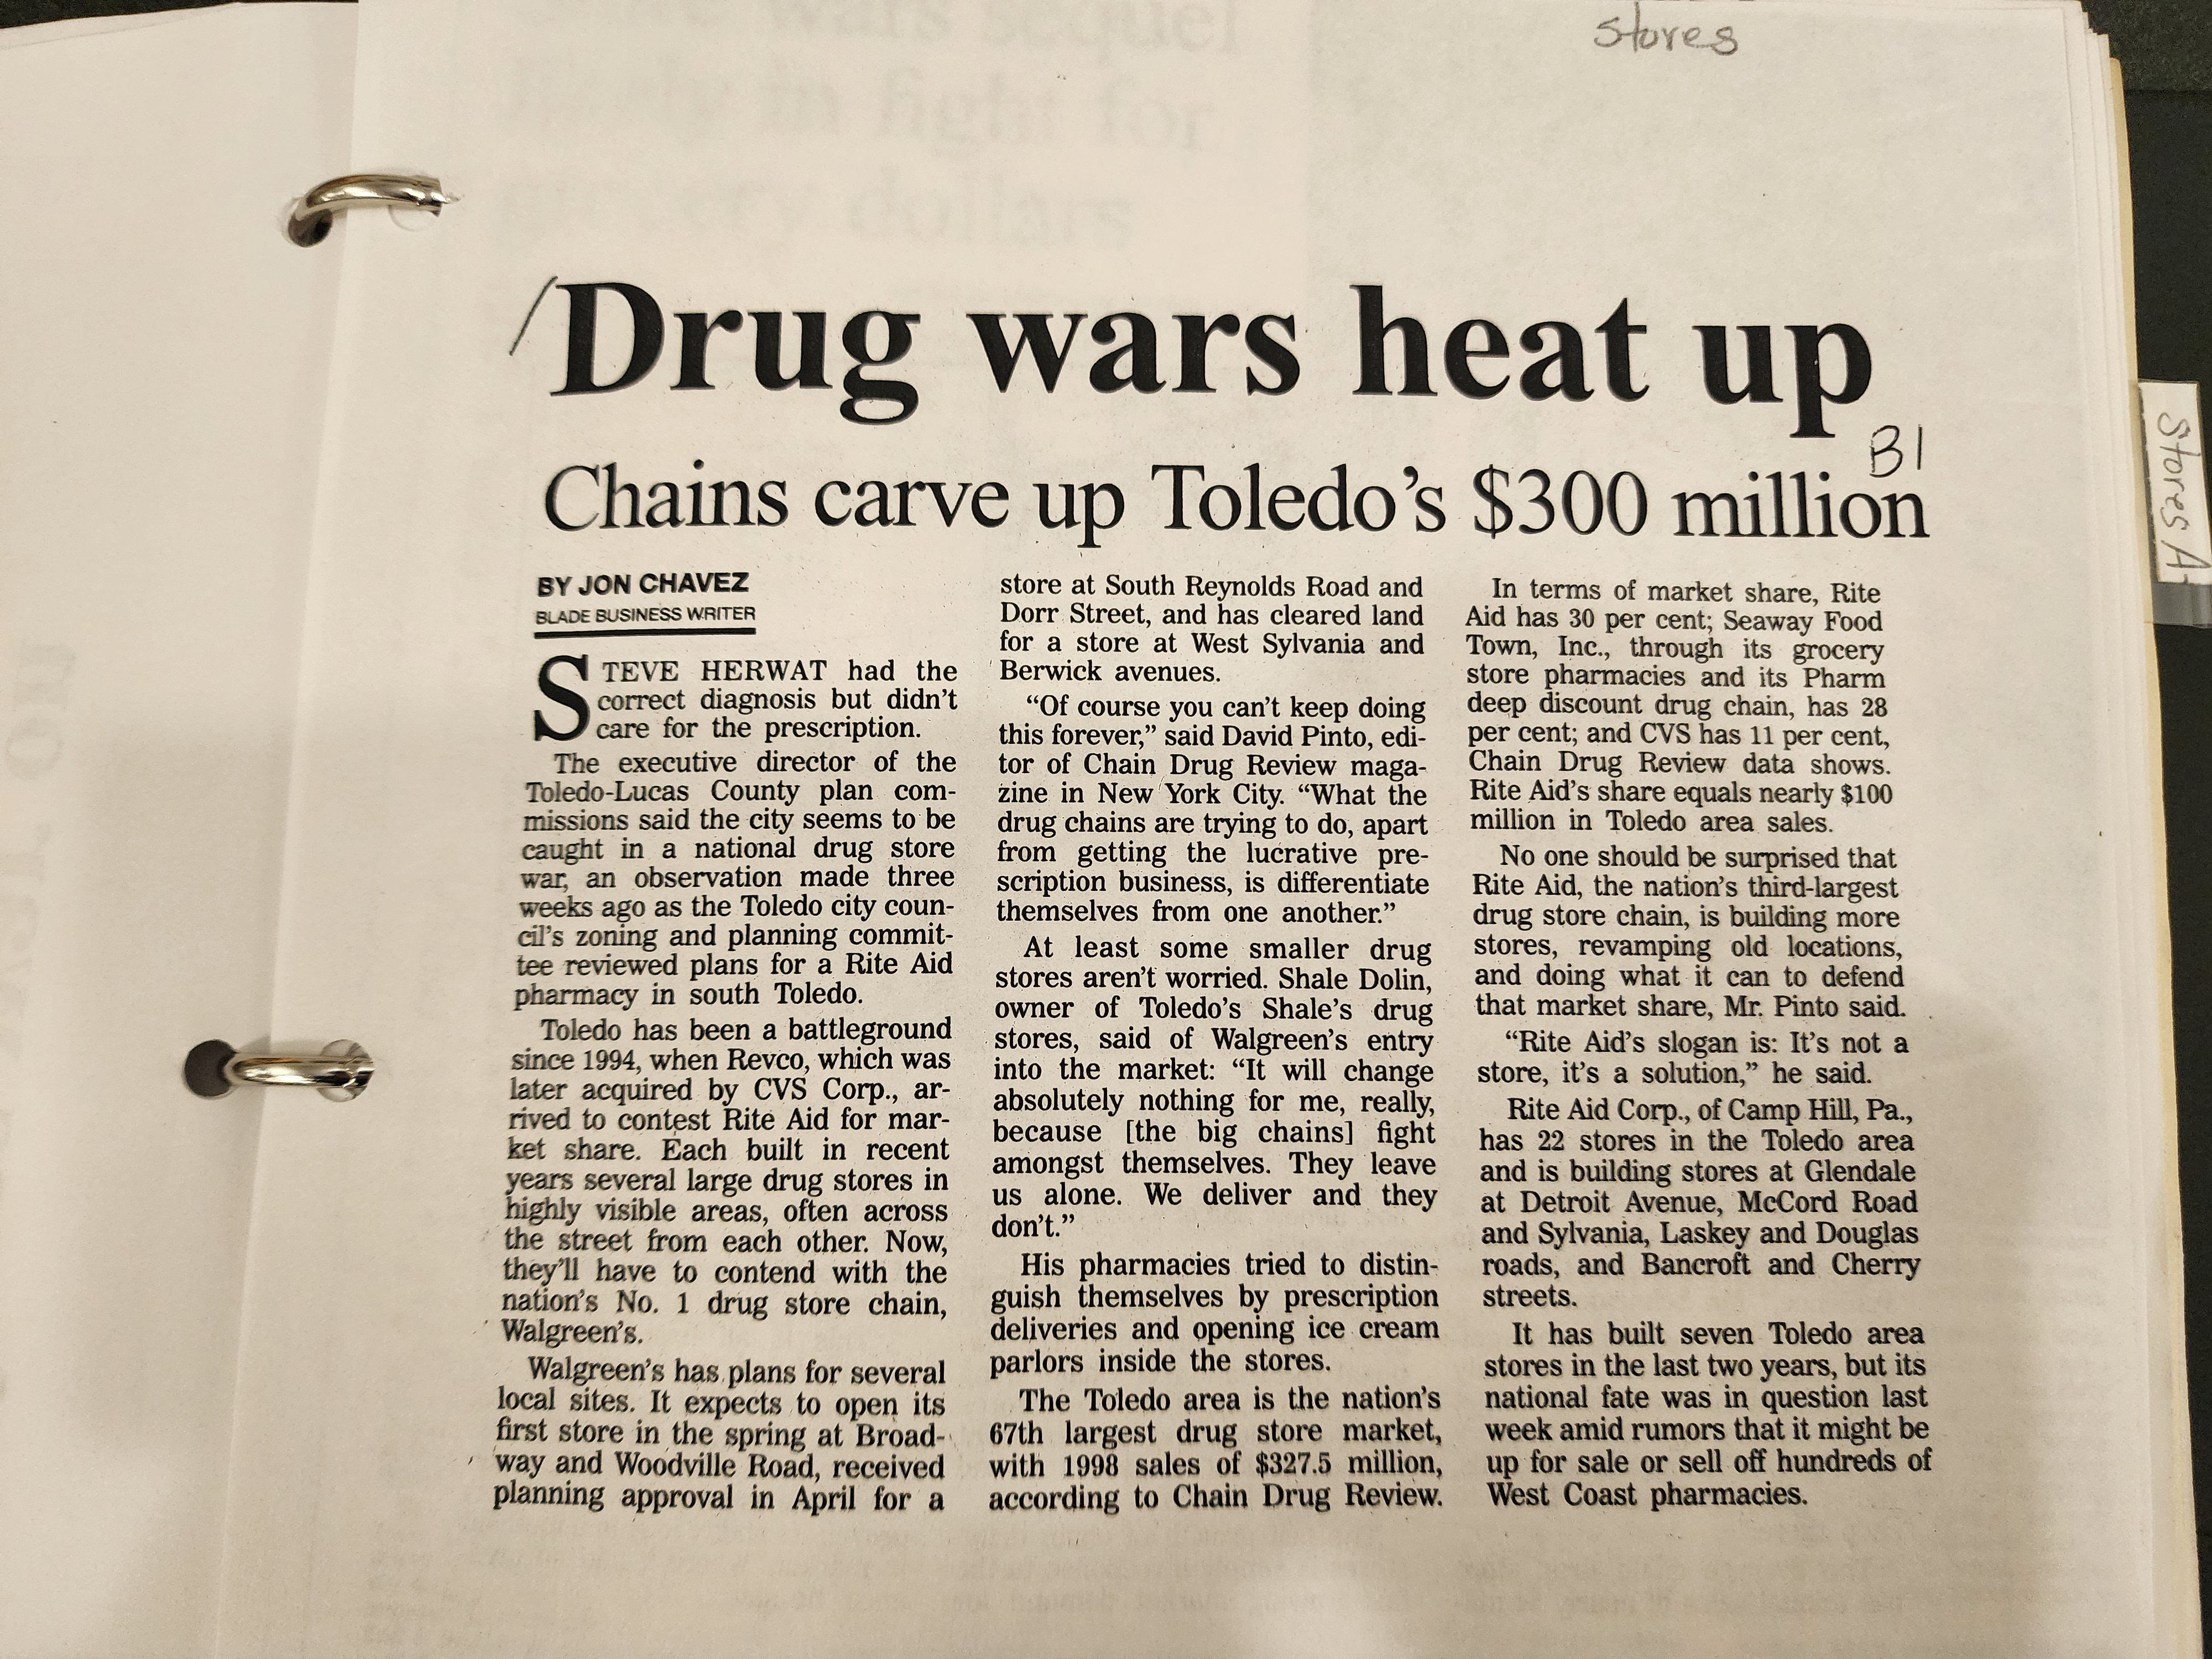 stores
Drug wars heat up
B1
Chains carve up Toledo's $300 million
BY JON CHAVEZ
BLADE BUSINESS WRITER
STEVE HERWAT had the
correct diagnosis but didn't
care for the prescription.
The executive director of the
Toledo-Lucas County plan com-
missions said the city seems to be
caught in a national drug store
war, an observation made three
weeks ago as the Toledo city coun-
cil's zoning and planning commit-
tee reviewed plans for a Rite Aid
pharmacy in south Toledo.
Toledo has been a battleground
since 1994, when Revco, which was
later acquired by CVS Corp., ar-
rived to contest Rite Aid for mar-
ket share. Each built in recent
years several large drug stores in
highly visible areas, often across
the street from each other. Now,
they'll have to contend with the
nation's No. 1 drug store chain,
Walgreen's.
Walgreen's has plans for several
local sites. It expects to open its
first store in the spring at Broad-
way and Woodville Road, received
planning approval in April for a
store at South Reynolds Road and
Dorr Street, and has cleared land
for a store at West Sylvania and
Berwick avenues.
"Of course you can't keep doing
this forever," said David Pinto, edi-
tor of Chain Drug Review maga-
zine in New York City. "What the
drug chains are trying to do, apart
from getting the lucrative pre-
scription business, is differentiate
themselves from one another."
At least some smaller drug
stores aren't worried. Shale Dolin,
owner of Toledo's Shale's drug
stores, said of Walgreen's entry
into the market: "It will change
absolutely nothing for me, really,
because [the big chains] fight
amongst themselves. They leave
us alone. We deliver and they
don't."
His pharmacies tried to distin-
guish themselves by prescription
deliveries and opening ice cream
parlors inside the stores.
The Toledo area is the nation's
67th largest drug store market,
with 1998 sales of $327.5 million,
according to Chain Drug Review.
In terms of market share, Rite
Aid has 30 per cent; Seaway Food
Town, Inc., through its grocery
store pharmacies and its Pharm
deep discount drug chain, has 28
per cent; and CVS has 11 per cent,
Chain Drug Review data shows.
Rite Aid's share equals nearly $100
million in Toledo area sales.
No one should be surprised that
Rite Aid, the nation's third-largest
drug store chain, is building more
stores, revamping old locations,
and doing what it can to defend
that market share, Mr. Pinto said.
"Rite Aid's slogan is: It's not a
store, it's a solution," he said.
Rite Aid Corp., of Camp Hill, Pa.,
has 22 stores in the Toledo area
and is building stores at Glendale
at Detroit Avenue, McCord Road
and Sylvania, Laskey and Douglas
roads, and Bancroft and Cherry
streets.
It has built seven Toledo area
stores in the last two years, but its
national fate was in question last
week amid rumors that it might be
up for sale or sell off hundreds of
West Coast pharmacies.
Stores A